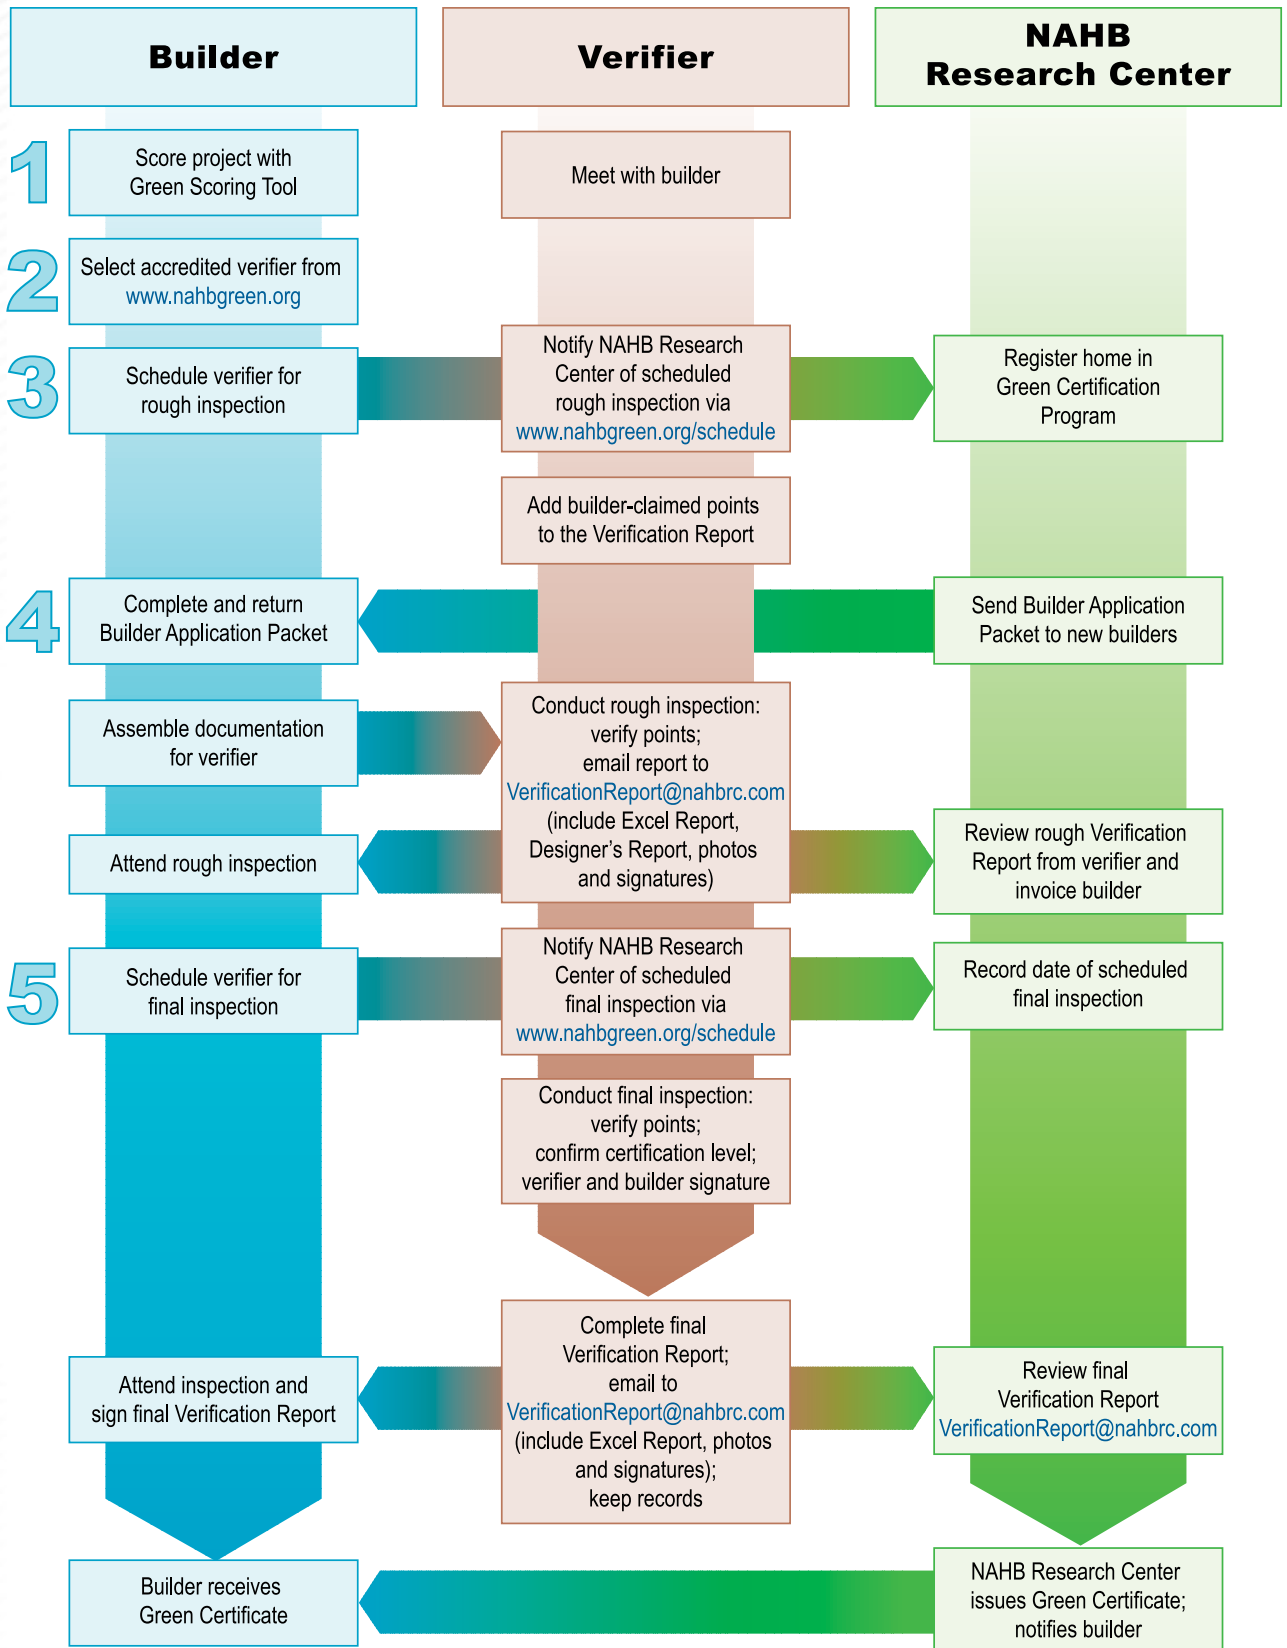 Builder
Verifier
NAHB
Research Center
1
Score project with
Green Scoring Tool
Meet with builder
2
Select accredited verifier from
www.nahbgreen.org
3
Schedule verifier for
rough inspection
Notify NAHB Research
Center of scheduled
rough inspection via
www.nahbgreen.org/schedule
Register home in
Green Certification
Program
Add builder-claimed points
to the Verification Report
4
Complete and return
Builder Application Packet
Send Builder Application
Packet to new builders
Assemble documentation
for verifier
Conduct rough inspection:
verify points;
email report to
VerificationReport@nahbrc.com
(include Excel Report,
Designer's Report, photos
and signatures)
Attend rough inspection
Review rough Verification
Report from verifier and
invoice builder
5
Schedule verifier for
final inspection
Notify NAHB Research
Center of scheduled
final inspection via
www.nahbgreen.org/schedule
Record date of scheduled
final inspection
Conduct final inspection:
verify points;
confirm certification level;
verifier and builder signature
Attend inspection and
sign final Verification Report
Complete final
Verification Report;
email to
VerificationReport@nahbrc.com
(include Excel Report, photos
and signatures);
keep records
Review final
Verification Report
VerificationReport@nahbrc.com
Builder receives
Green Certificate
NAHB Research Center
issues Green Certificate;
notifies builder